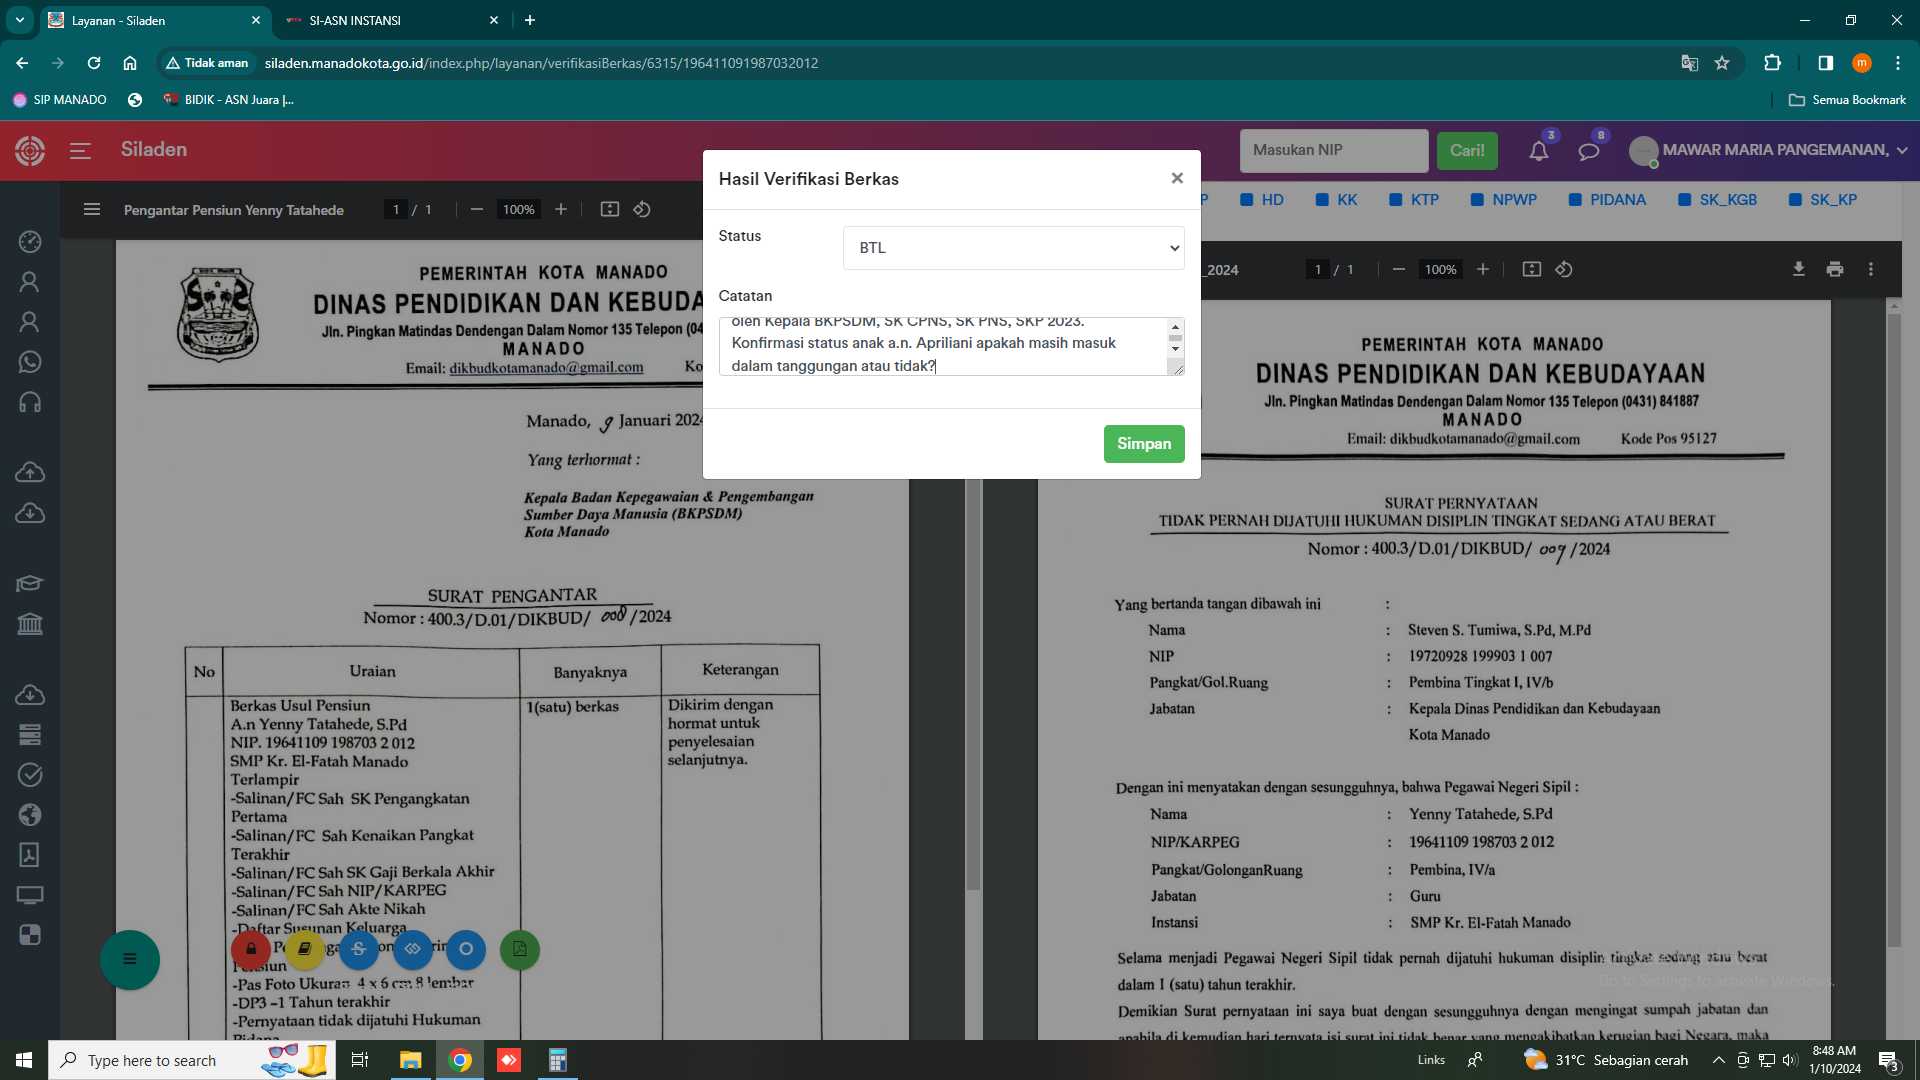 Layanan - Siladen
SI-ASN INSTANSI
Tidak aman
siladen.manadokota.go.id/index.php/layanan/verifikasiBerkas/6315/196411091987032012
m
SIP MANADO
BIDIK - ASN Juara |...
Semua Bookmark
Siladen
Masukan NIP
Cari!
3
8
MAWAR MARIA PANGEMANAN,
Pengantar Pensiun Yenny Tatahede
1 / 1
100%
P
HD
KK
KTP
NPWP
PIDANA
SK_KGB
SK_KP
_2024
1 / 1
100%
Hasil Verifikasi Berkas
Status
BTL
Catatan
oleh Kepala BKPSDM, SK CPNS, SK PNS, SKP 2023.
Konfirmasi status anak a.n. Apriliani apakah masih masuk
dalam tanggungan atau tidak?
Simpan
PEMERINTAH KOTA MANADO
DINAS PENDIDIKAN DAN KEBUDA
Jln. Pingkan Matindas Dendengan Dalam Nomor 135 Telepon (04
MANADO
Email: dikbudkotamanado@gmail.com Ko
Manado, 9 Januari 2024
Yang terhormat :
Kepala Badan Kepegawaian & Pengembangan
Sumber Daya Manusia (BKPSDM)
Kota Manado
SURAT PENGANTAR
Nomor : 400.3/D.01/DIKBUD/ 008 /2024
No Uraian Banyaknya Keterangan
Berkas Usul Pensiun
A.n Yenny Tatahede, S.Pd
NIP. 19641109 198703 2 012
SMP Kr. El-Fatah Manado
Terlampir
-Salinan/FC Sah SK Pengangkatan
Pertama
-Salinan/FC Sah Kenaikan Pangkat
Terakhir
-Salinan/FC Sah SK Gaji Berkala Akhir
-Salinan/FC Sah NIP/KARPEG
-Salinan/FC Sah Akte Nikah
-Daftar Susunan Keluarga
-Pas Foto Ukuran 4 x 6 cm 8 lembar
-DP3 -1 Tahun terakhir
-Pernyataan tidak dijatuhi Hukuman
1(satu) berkas
Dikirim dengan
hormat untuk
penyelesaian
selanjutnya.
PEMERINTAH KOTA MANADO
DINAS PENDIDIKAN DAN KEBUDAYAAN
Jln. Pingkan Matindas Dendengan Dalam Nomor 135 Telepon (0431) 841887
MANADO
Email: dikbudkotamanado@gmail.com Kode Pos 95127
SURAT PERNYATAAN
TIDAK PERNAH DIJATUHI HUKUMAN DISIPLIN TINGKAT SEDANG ATAU BERAT
Nomor : 400.3/D.01/DIKBUD/ 009 /2024
Yang bertanda tangan dibawah ini :
Nama : Steven S. Tumiwa, S.Pd, M.Pd
NIP : 19720928 199903 1 007
Pangkat/Gol.Ruang : Pembina Tingkat I, IV/b
Jabatan : Kepala Dinas Pendidikan dan Kebudayaan
Kota Manado
Dengan ini menyatakan dengan sesungguhnya, bahwa Pegawai Negeri Sipil :
Nama : Yenny Tatahede, S.Pd
NIP/KARPEG : 19641109 198703 2 012
Pangkat/GolonganRuang : Pembina, IV/a
Jabatan : Guru
Instansi : SMP Kr. El-Fatah Manado
Selama menjadi Pegawai Negeri Sipil tidak pernah dijatuhi hukuman disiplin tingkat sedang atau berat
dalam 1 (satu) tahun terakhir.
Demikian Surat pernyataan ini saya buat dengan sesungguhnya dengan mengingat sumpah jabatan dan
apabila di kemudian hari ternyata isi surat ini tidak benar yang mengakibatkan kerugian bagi Negara, maka
Go to Settings to activate Windows.
Type here to search
Links
31°C Sebagian cerah
8:48 AM
1/10/2024
3